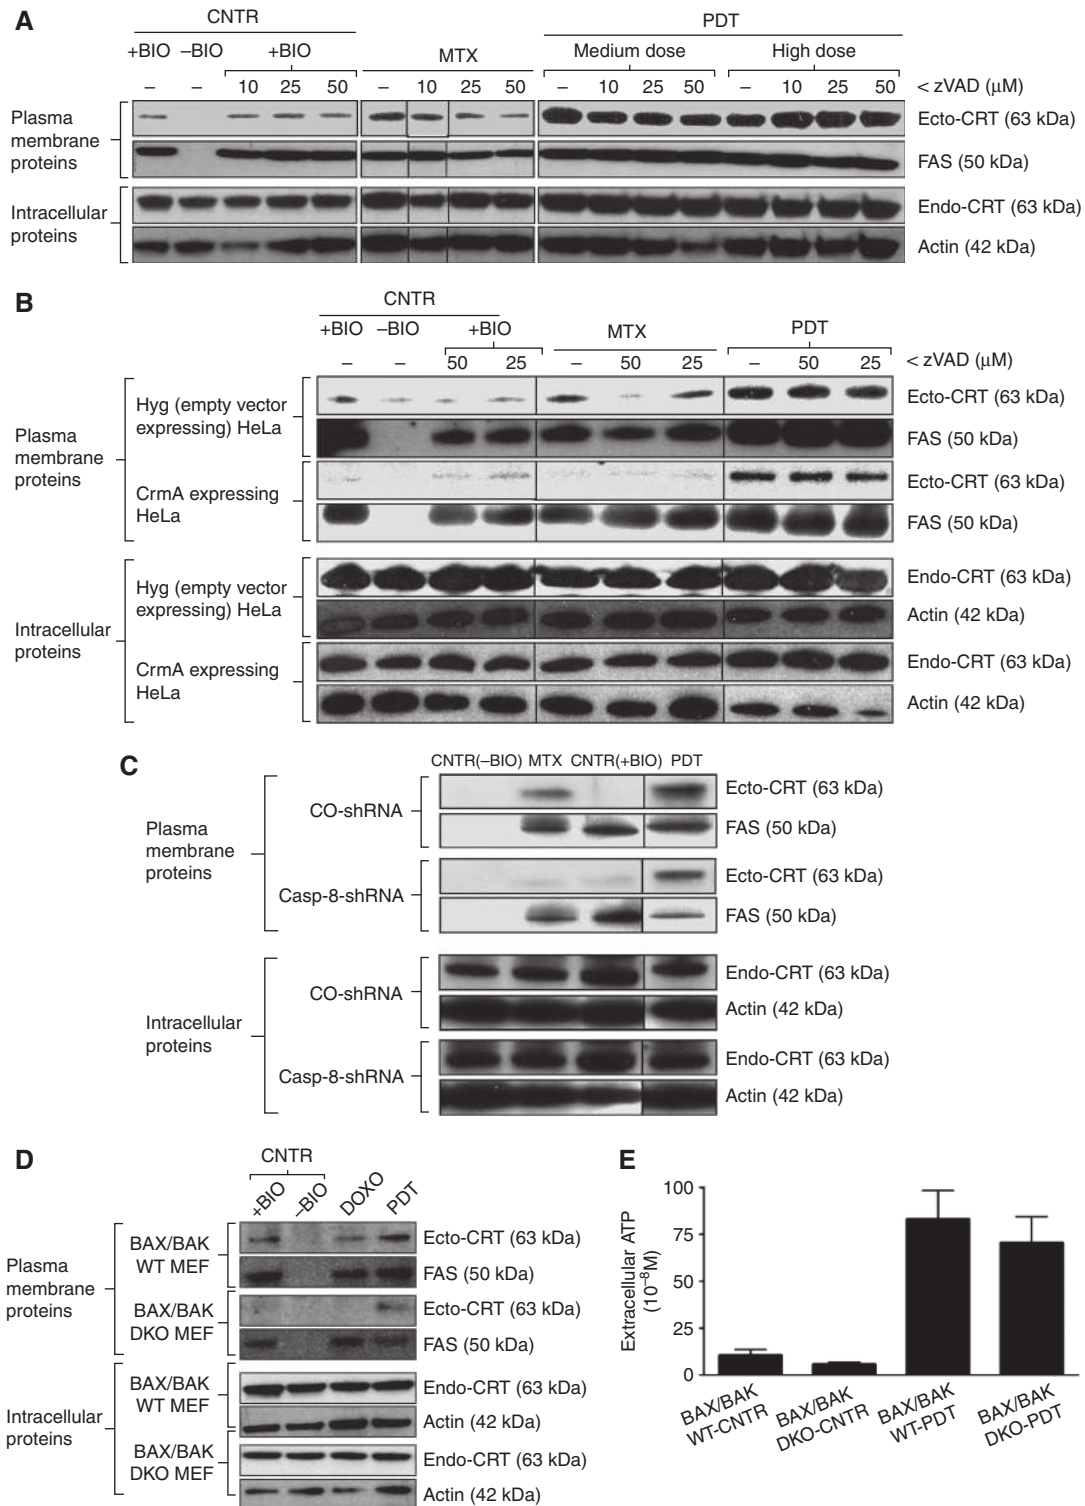 A
CNTR
PDT
+BIO –BIO +BIO
MTX
Medium dose High dose
– – 10 25 50 – 10 25 50 – 10 25 50 – 10 25 50 < zVAD (μM)
Plasma
membrane
proteins
Ecto-CRT (63 kDa)
FAS (50 kDa)
Intracellular
proteins
Endo-CRT (63 kDa)
Actin (42 kDa)
B
CNTR
+BIO –BIO +BIO
MTX
PDT
– – 50 25 – 50 25 – 50 25 < zVAD (μM)
Plasma
membrane
proteins
Hyg (empty vector
expressing) HeLa
Ecto-CRT (63 kDa)
FAS (50 kDa)
CrmA expressing
HeLa
Ecto-CRT (63 kDa)
FAS (50 kDa)
Intracellular
proteins
Hyg (empty vector
expressing) HeLa
Endo-CRT (63 kDa)
Actin (42 kDa)
CrmA expressing
HeLa
Endo-CRT (63 kDa)
Actin (42 kDa)
C
CNTR(–BIO) MTX CNTR(+BIO) PDT
Plasma
membrane
proteins
CO-shRNA
Ecto-CRT (63 kDa)
FAS (50 kDa)
Casp-8-shRNA
Ecto-CRT (63 kDa)
FAS (50 kDa)
Intracellular
proteins
CO-shRNA
Endo-CRT (63 kDa)
Actin (42 kDa)
Casp-8-shRNA
Endo-CRT (63 kDa)
Actin (42 kDa)
D
CNTR
+BIO –BIO DOXO PDT
Plasma
membrane
proteins
BAX/BAK
WT MEF
Ecto-CRT (63 kDa)
FAS (50 kDa)
BAX/BAK
DKO MEF
Ecto-CRT (63 kDa)
FAS (50 kDa)
Intracellular
proteins
BAX/BAK
WT MEF
Endo-CRT (63 kDa)
Actin (42 kDa)
BAX/BAK
DKO MEF
Endo-CRT (63 kDa)
Actin (42 kDa)
E
Extracellular ATP
(10⁻⁸M)
100
75
50
25
0
BAX/BAK
WT-CNTR
BAX/BAK
DKO-CNTR
BAX/BAK
WT-PDT
BAX/BAK
DKO-PDT